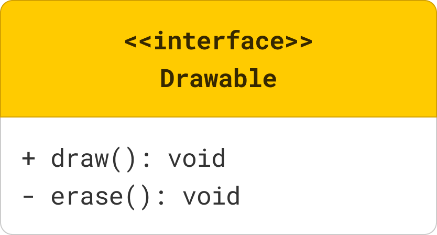 <<interface>>
Drawable
+ draw(): void
- erase(): void